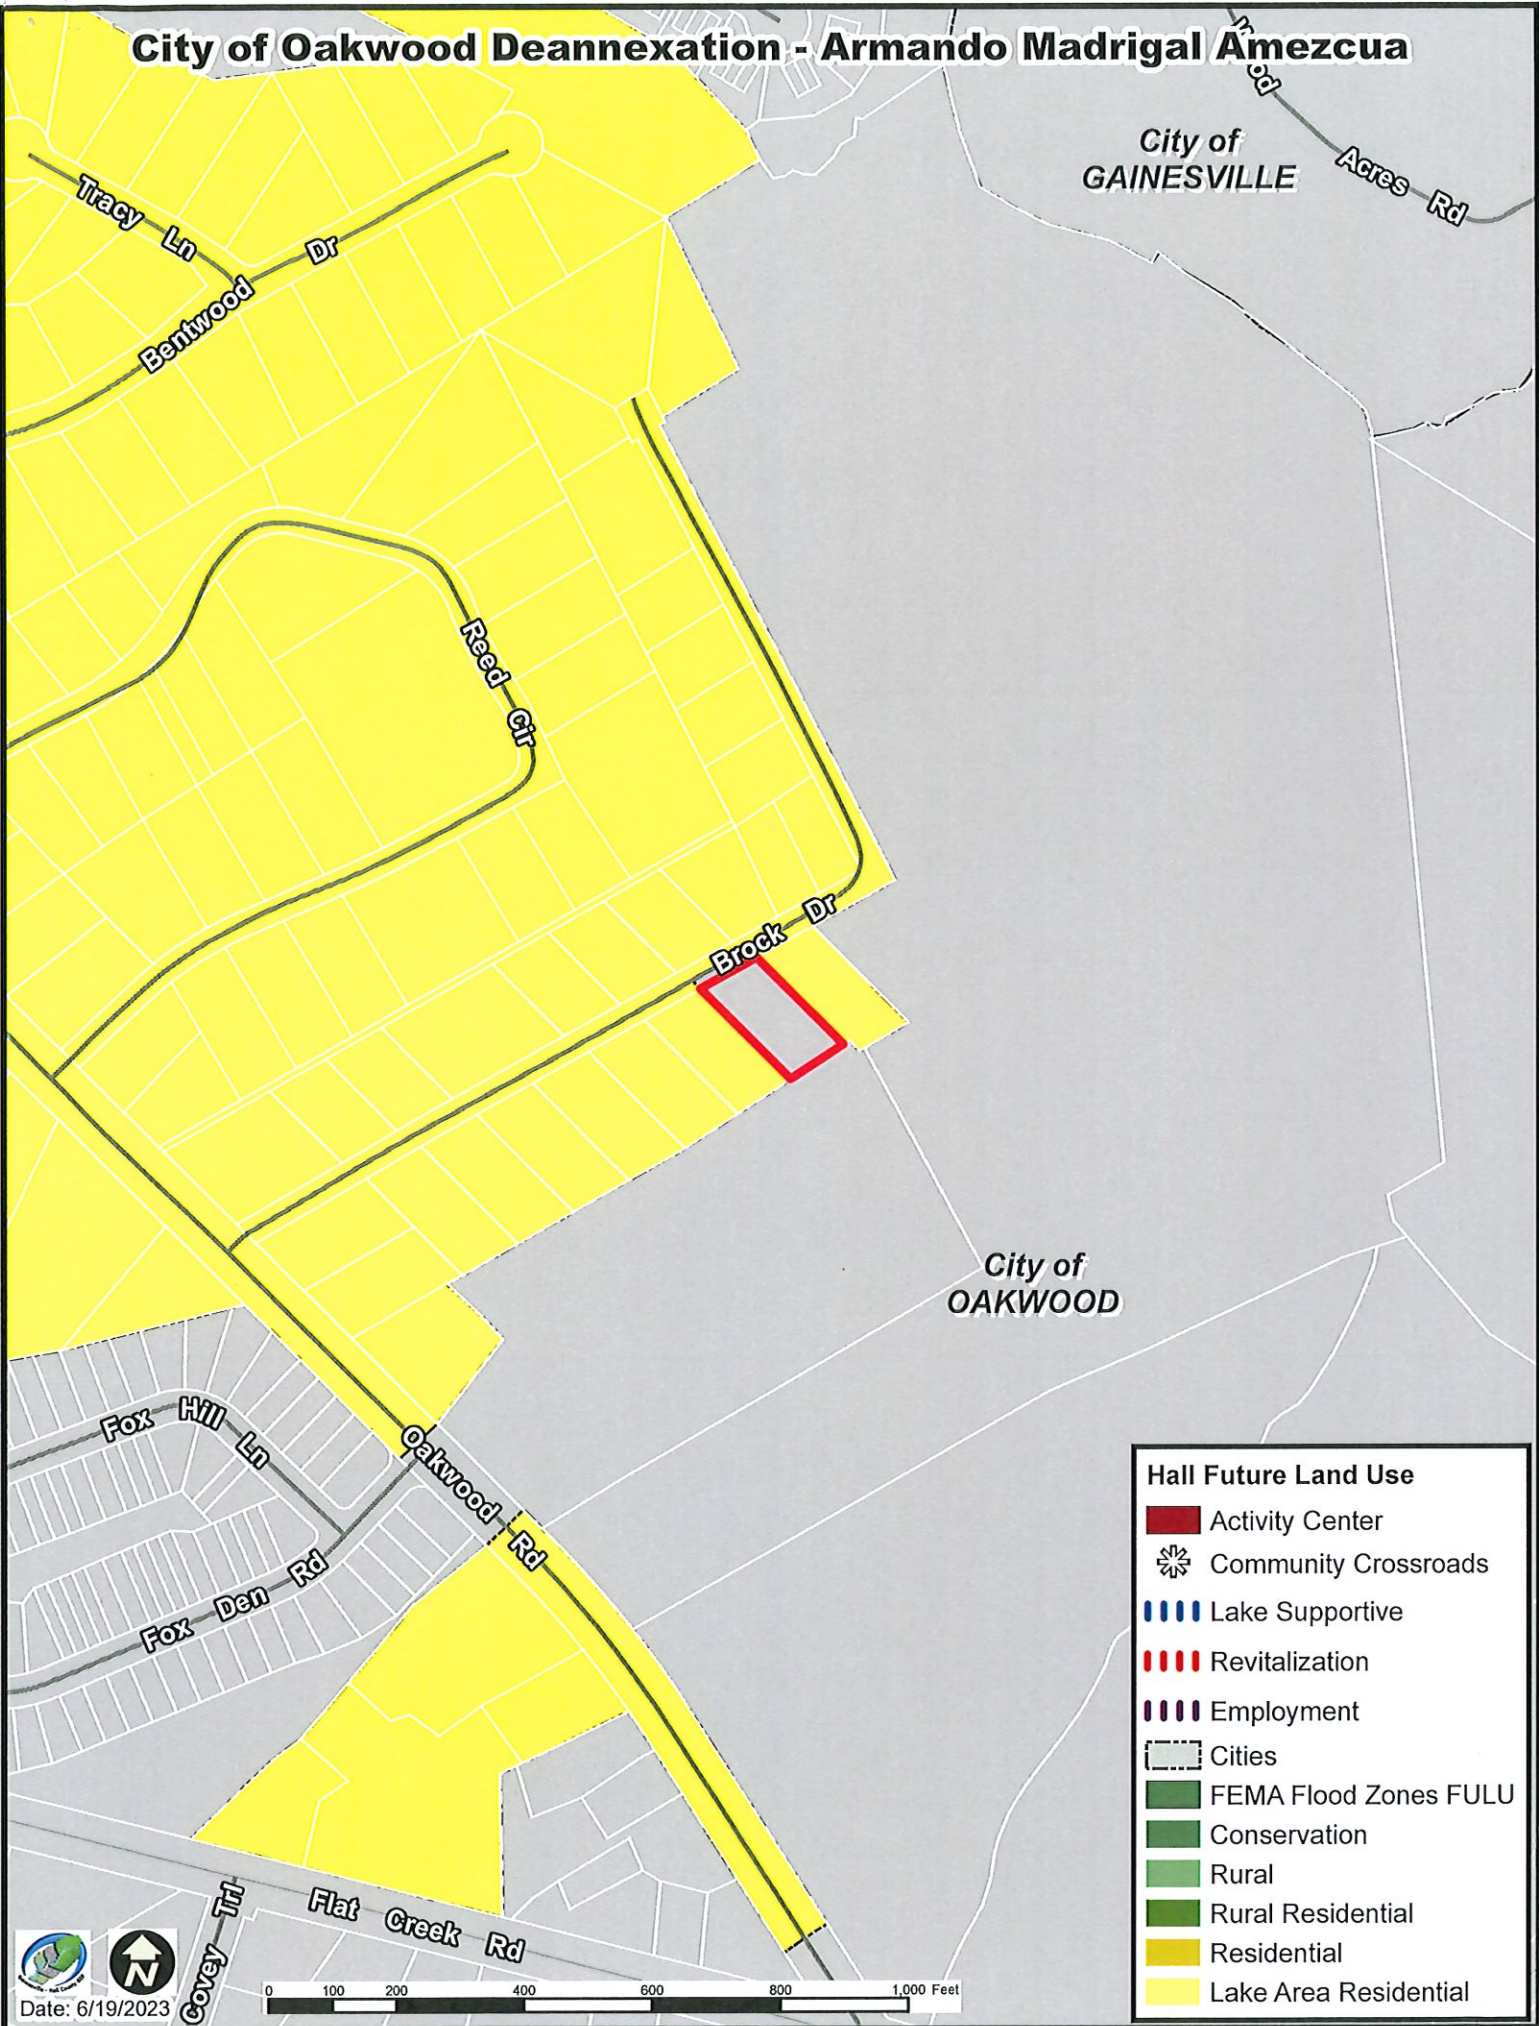 City of Oakwood Deannexation - Armando Madrigal Amezcua
City of
GAINESVILLE
Acres Rd
Tracy Ln
Bentwood Dr
Reed Cir
Brock Dr
City of
OAKWOOD
Fox Hill Ln
Oakwood Rd
Fox Den Rd
Flat Creek Rd
Covey Trl
Hall Future Land Use
Activity Center
Community Crossroads
Lake Supportive
Revitalization
Employment
Cities
FEMA Flood Zones FULU
Conservation
Rural
Rural Residential
Residential
Lake Area Residential
N
Date: 6/19/2023
0 100 200 400 600 800 1,000 Feet